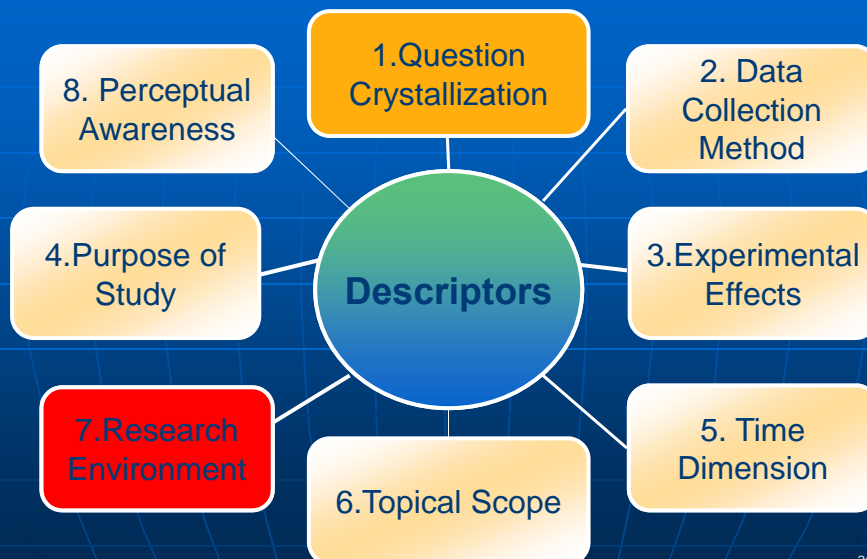 1.Question
Crystallization
2. Data
Collection
Method
8. Perceptual
Awareness
3.Experimental
Effects
4.Purpose of
Study
Descriptors
7.Research
Environment
5. Time
Dimension
6.Topical Scope